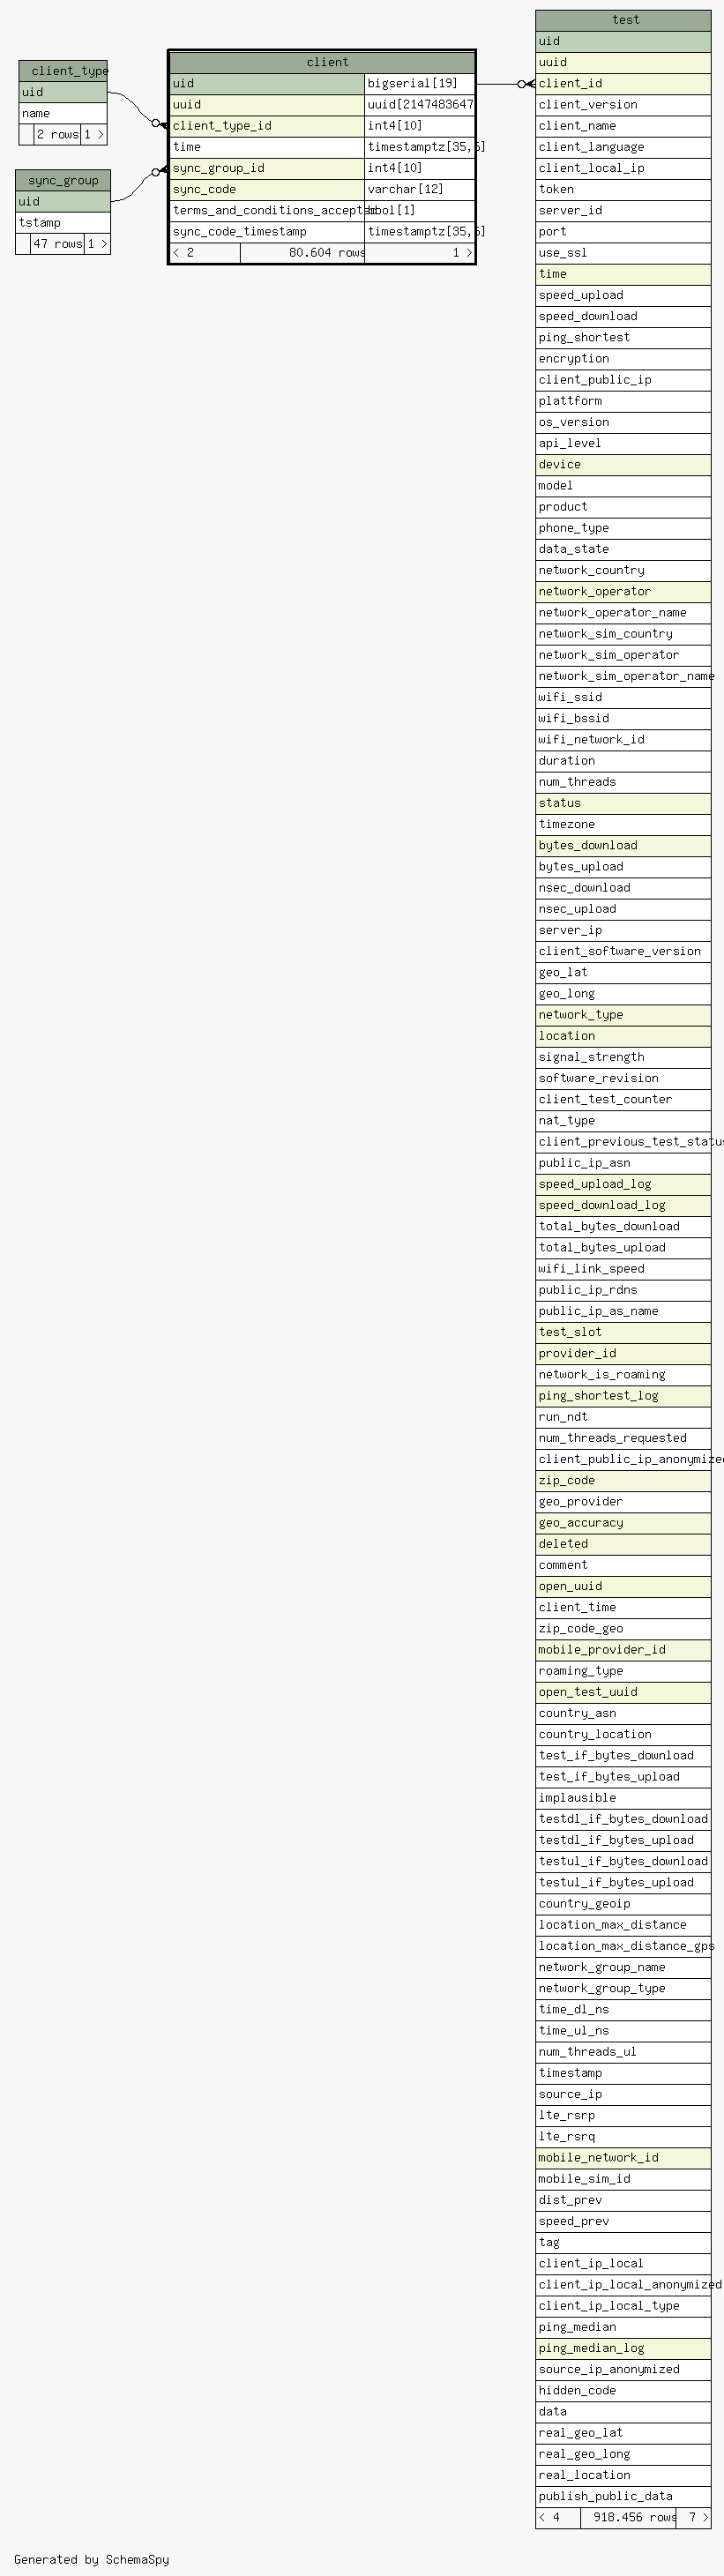 client_type
uid
name
2 rows 1 >
sync_group
uid
tstamp
47 rows 1 >
client
uid bigserial[19]
uuid uuid[2147483647
client_type_id int4[10]
time timestamptz[35,6]
sync_group_id int4[10]
sync_code varchar[12]
terms_and_conditions_accepted bool[1]
sync_code_timestamp timestamptz[35,6]
< 2 80.604 rows 1 >
test
uid
uuid
client_id
client_version
client_name
client_language
client_local_ip
token
server_id
port
use_ssl
time
speed_upload
speed_download
ping_shortest
encryption
client_public_ip
plattform
os_version
api_level
device
model
product
phone_type
data_state
network_country
network_operator
network_operator_name
network_sim_country
network_sim_operator
network_sim_operator_name
wifi_ssid
wifi_bssid
wifi_network_id
duration
num_threads
status
timezone
bytes_download
bytes_upload
nsec_download
nsec_upload
server_ip
client_software_version
geo_lat
geo_long
network_type
location
signal_strength
software_revision
client_test_counter
nat_type
client_previous_test_status
public_ip_asn
speed_upload_log
speed_download_log
total_bytes_download
total_bytes_upload
wifi_link_speed
public_ip_rdns
public_ip_as_name
test_slot
provider_id
network_is_roaming
ping_shortest_log
run_ndt
num_threads_requested
client_public_ip_anonymized
zip_code
geo_provider
geo_accuracy
deleted
comment
open_uuid
client_time
zip_code_geo
mobile_provider_id
roaming_type
open_test_uuid
country_asn
country_location
test_if_bytes_download
test_if_bytes_upload
implausible
testdl_if_bytes_download
testdl_if_bytes_upload
testul_if_bytes_download
testul_if_bytes_upload
country_geoip
location_max_distance
location_max_distance_gps
network_group_name
network_group_type
time_dl_ns
time_ul_ns
num_threads_ul
timestamp
source_ip
lte_rsrp
lte_rsrq
mobile_network_id
mobile_sim_id
dist_prev
speed_prev
tag
client_ip_local
client_ip_local_anonymized
client_ip_local_type
ping_median
ping_median_log
source_ip_anonymized
hidden_code
data
real_geo_lat
real_geo_long
real_location
publish_public_data
< 4 918.456 rows 7 >
Generated by SchemaSpy